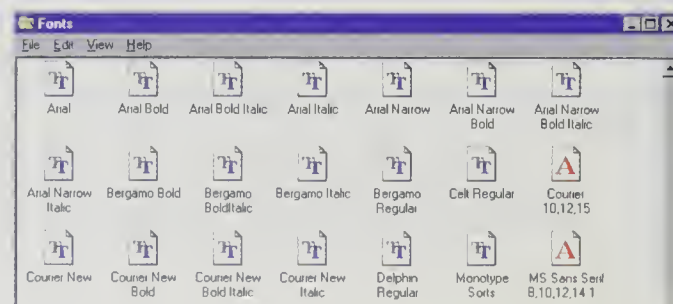 Fonts
File Edit View Help
Arial Arial Bold Arial Bold Italic Arial Italic Arial Narrow Arial Narrow Bold Arial Narrow Bold Italic
Arial Narrow Italic Bergamo Bold Bergamo BoldItalic Bergamo Italic Bergamo Regular Celt Regular Courier 10,12,15
Courier New Courier New Bold Courier New Bold Italic Courier New Italic Delphin Regular Monotype Sorts MS Sans Serif 8,10,12,14,1